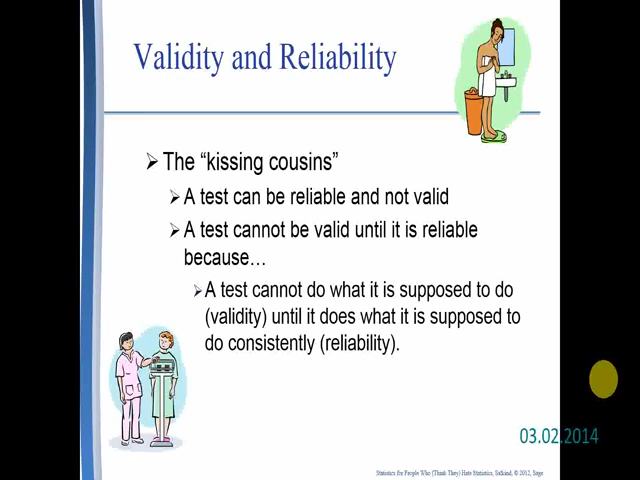 Validity and Reliability
The “kissing cousins”
A test can be reliable and not valid
A test cannot be valid until it is reliable
because…
A test cannot do what it is supposed to do
(validity) until it does what it is supposed to
do consistently (reliability).
03.02.2014
Statistics for People Who (Think They) Hate Statistics, Salkind, © 2012, Sage